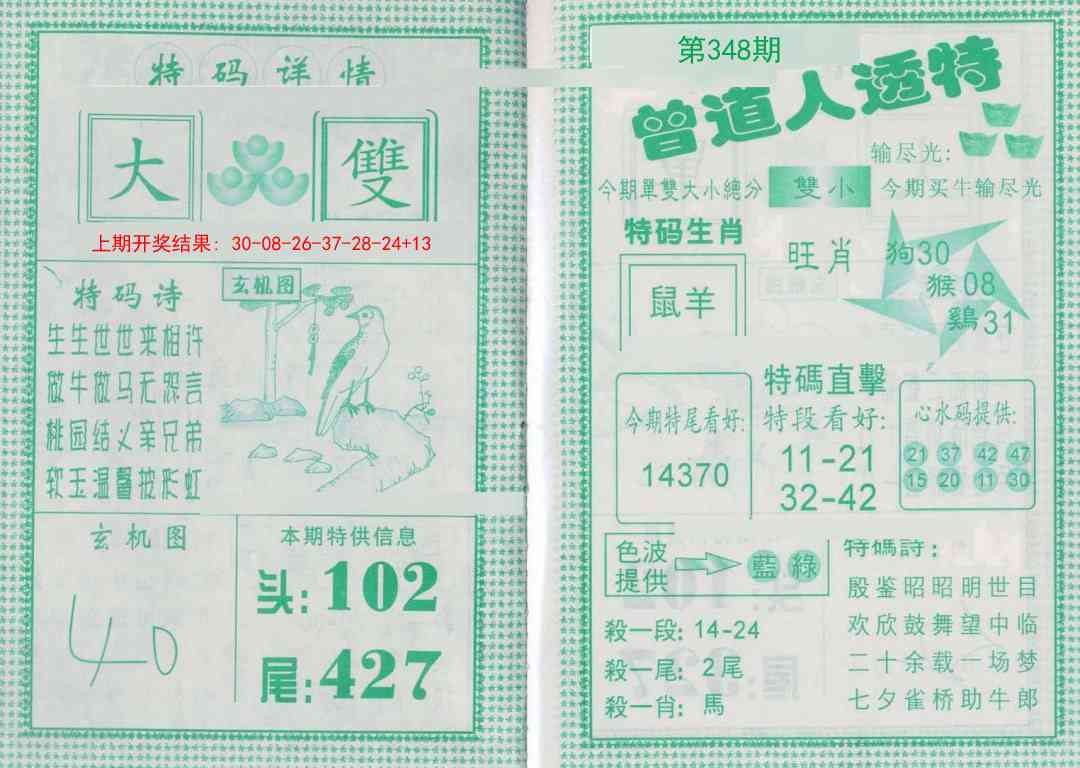 特码详情
大
雙
上期开奖结果: 30-08-26-37-28-24+13
特码诗
生生世世来相许
做牛做马无怨言
桃园结义亲兄弟
软玉温馨披彩虹
玄机图
玄机图
40
本期特供信息
头:102
尾:427
第348期
曾道人透特
输尽光:
今期單雙大小總分
雙小
今期买牛输尽光
特码生肖
鼠羊
旺肖
狗30
猴08
鷄31
今期特尾看好:
14370
特碼直擊
特段看好:
11-21
32-42
心水码提供:
21 37 42 47
15 20 11 30
色波
提供
藍綠
殺一段: 14-24
殺一尾: 2尾
殺一肖: 馬
特碼詩:
殷鉴昭昭明世目
欢欣鼓舞望中临
二十余载一场梦
七夕雀桥助牛郎